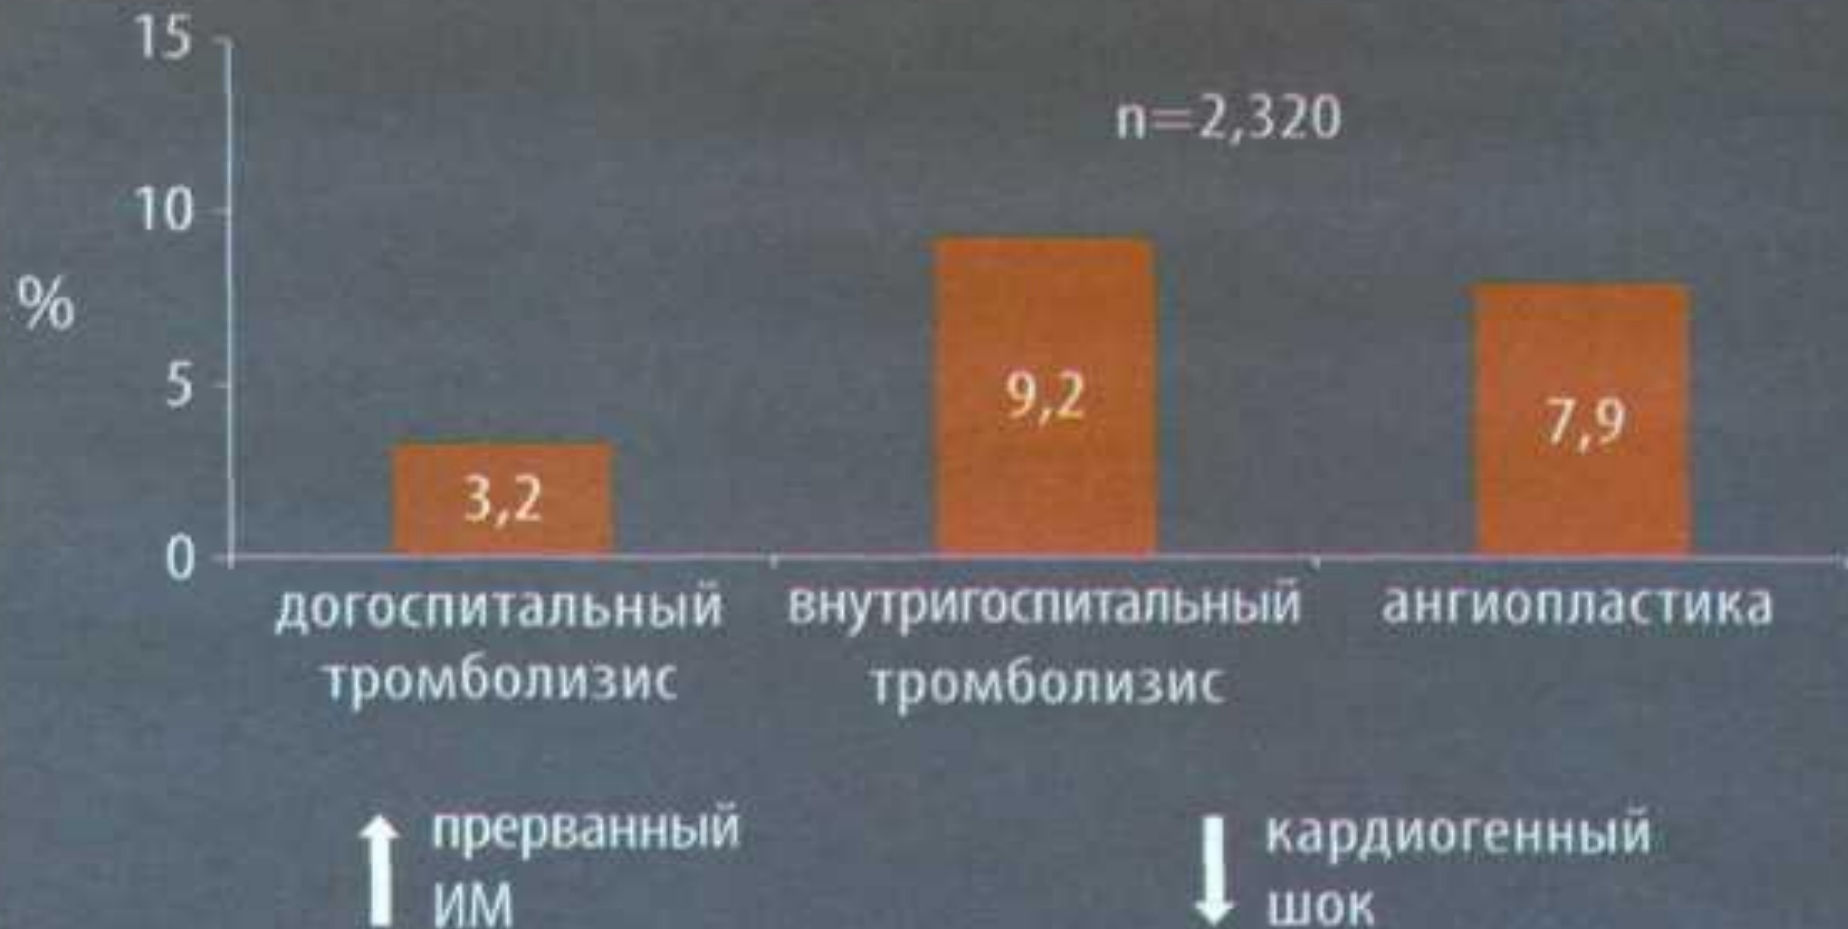 15
n=2,320
10
%
5
0
3,2
9,2
7,9
догоспитальный
тромболизис
внутригоспитальный
тромболизис
ангиопластика
прерванный
ИМ
кардиогенный
шок